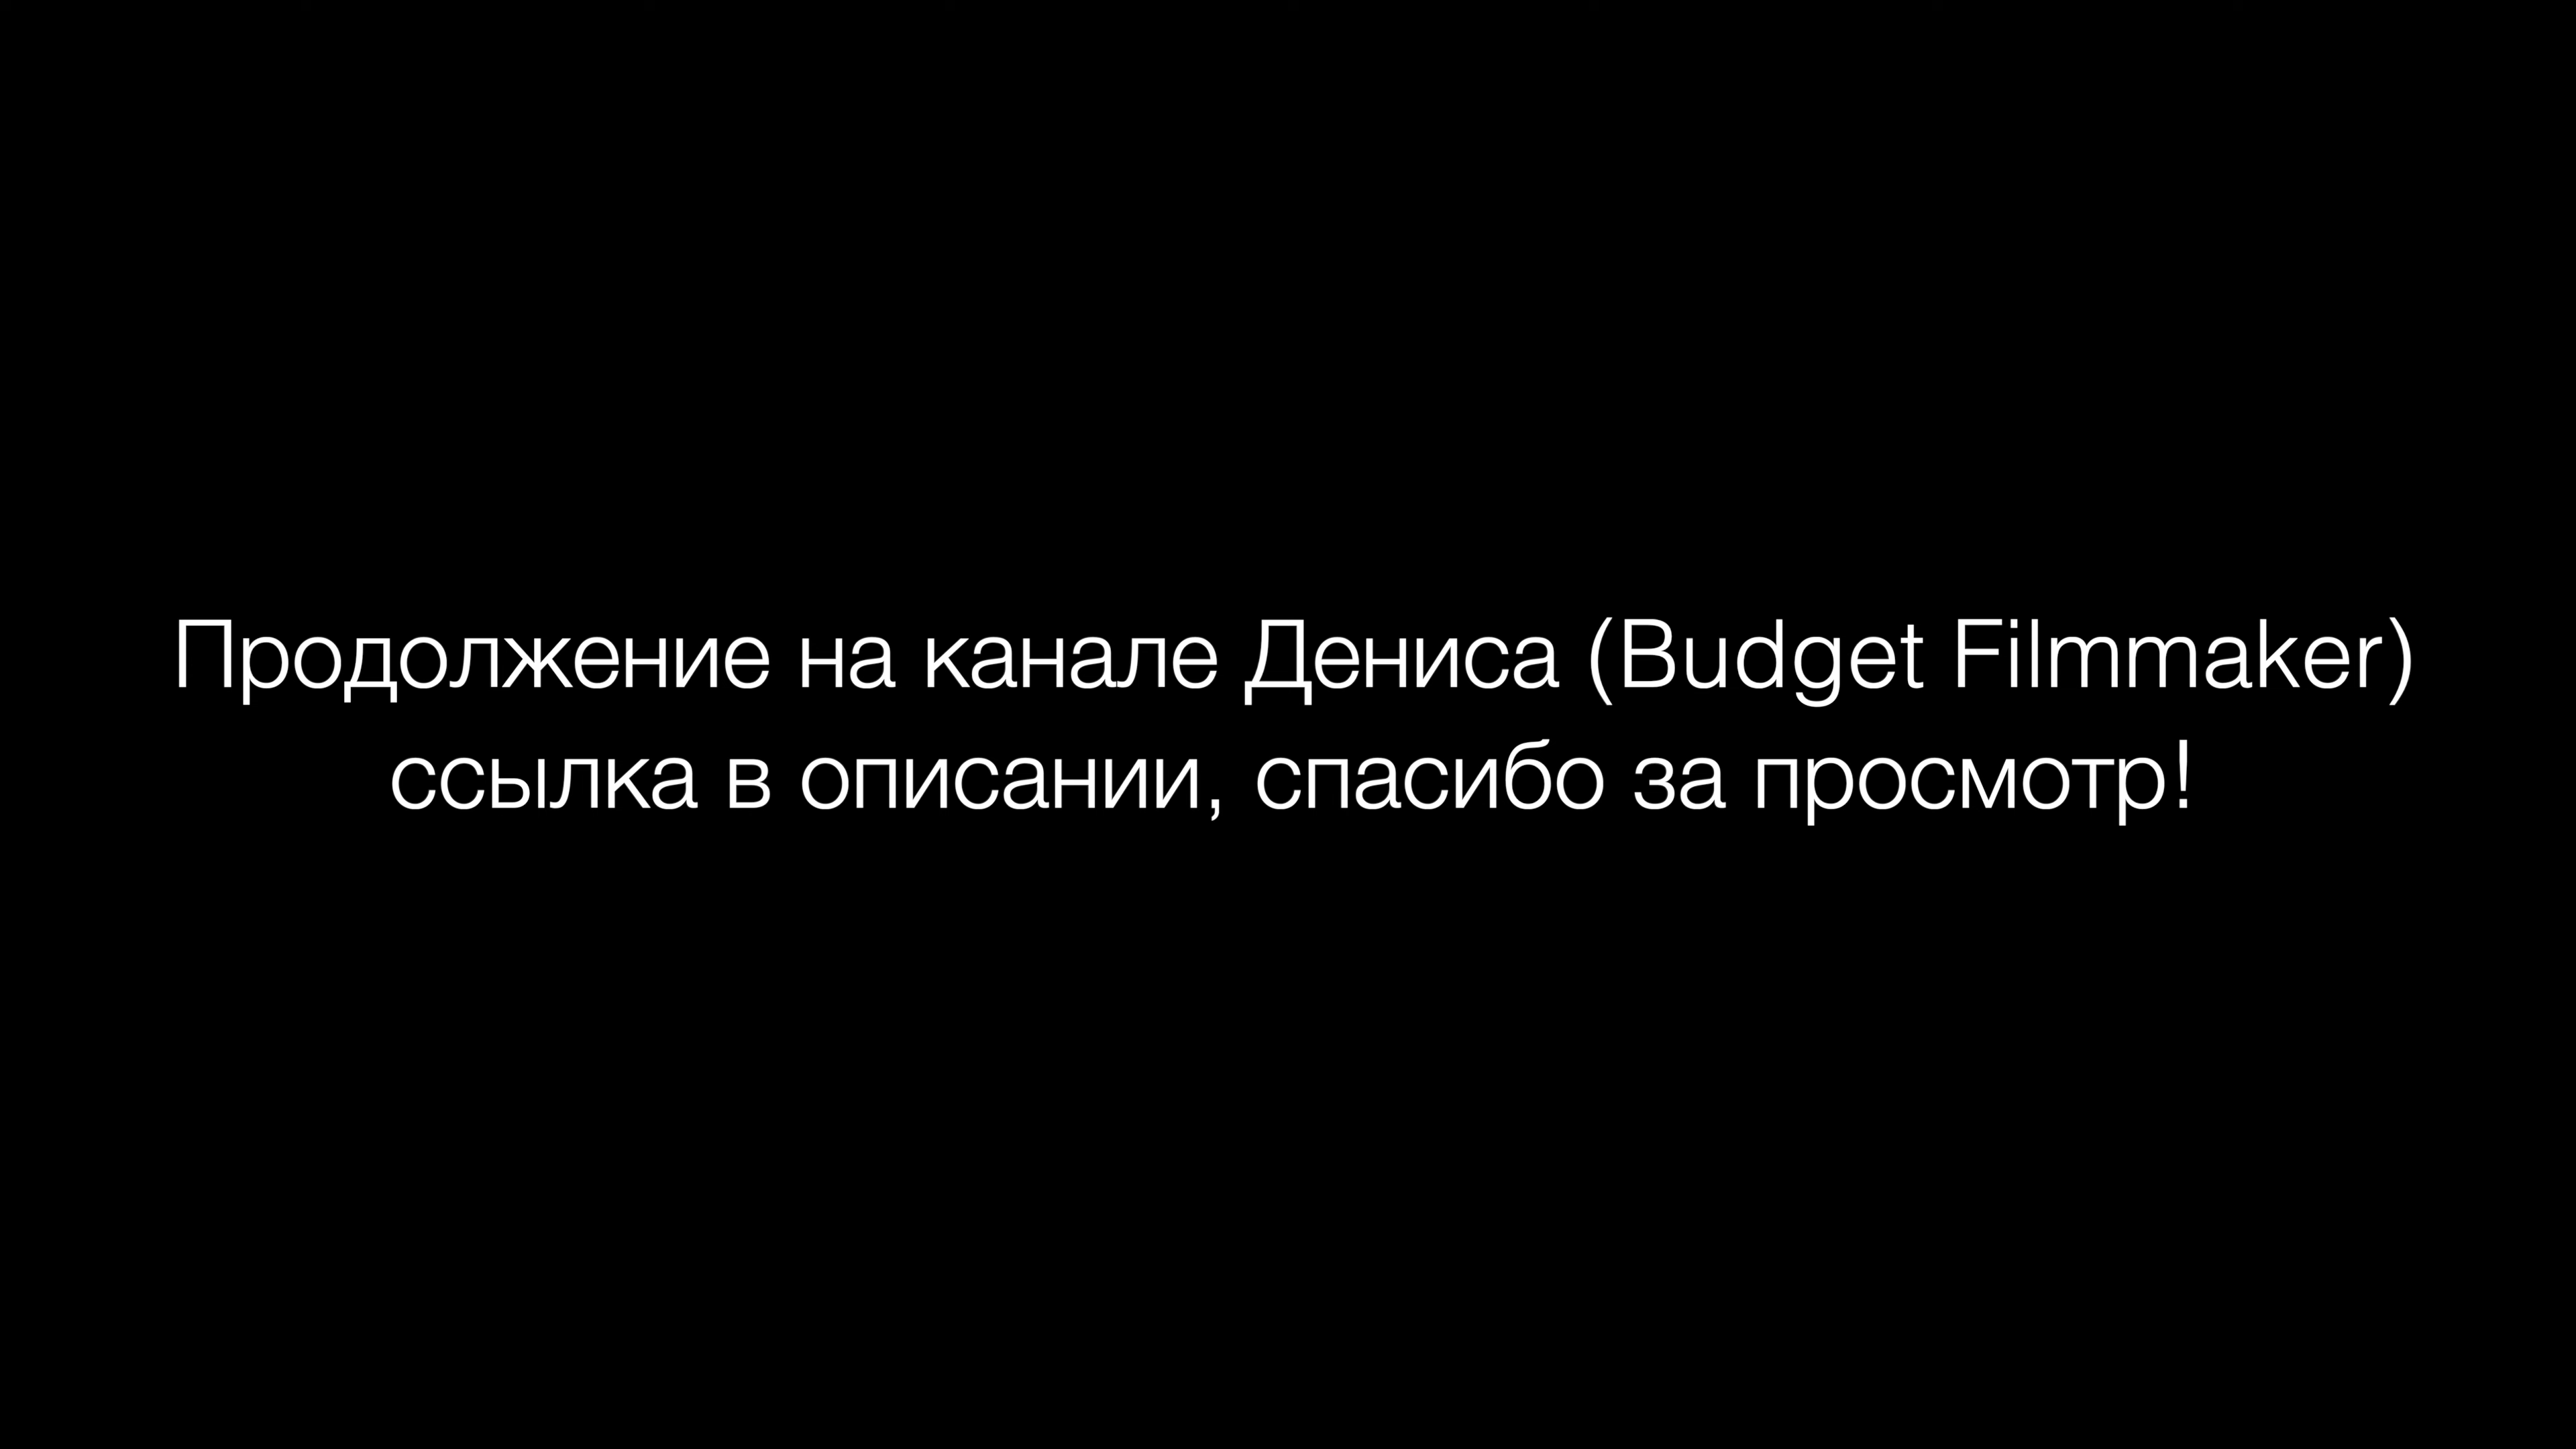 Продолжение на канале Дениса (Budget Filmmaker)
ссылка в описании, спасибо за просмотр!